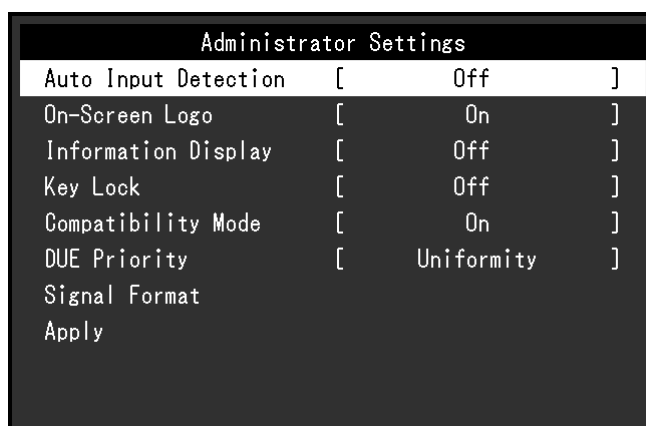 Administrator Settings
Auto Input Detection [ Off ]
On-Screen Logo [ On ]
Information Display [ Off ]
Key Lock [ Off ]
Compatibility Mode [ On ]
DUE Priority [ Uniformity ]
Signal Format
Apply